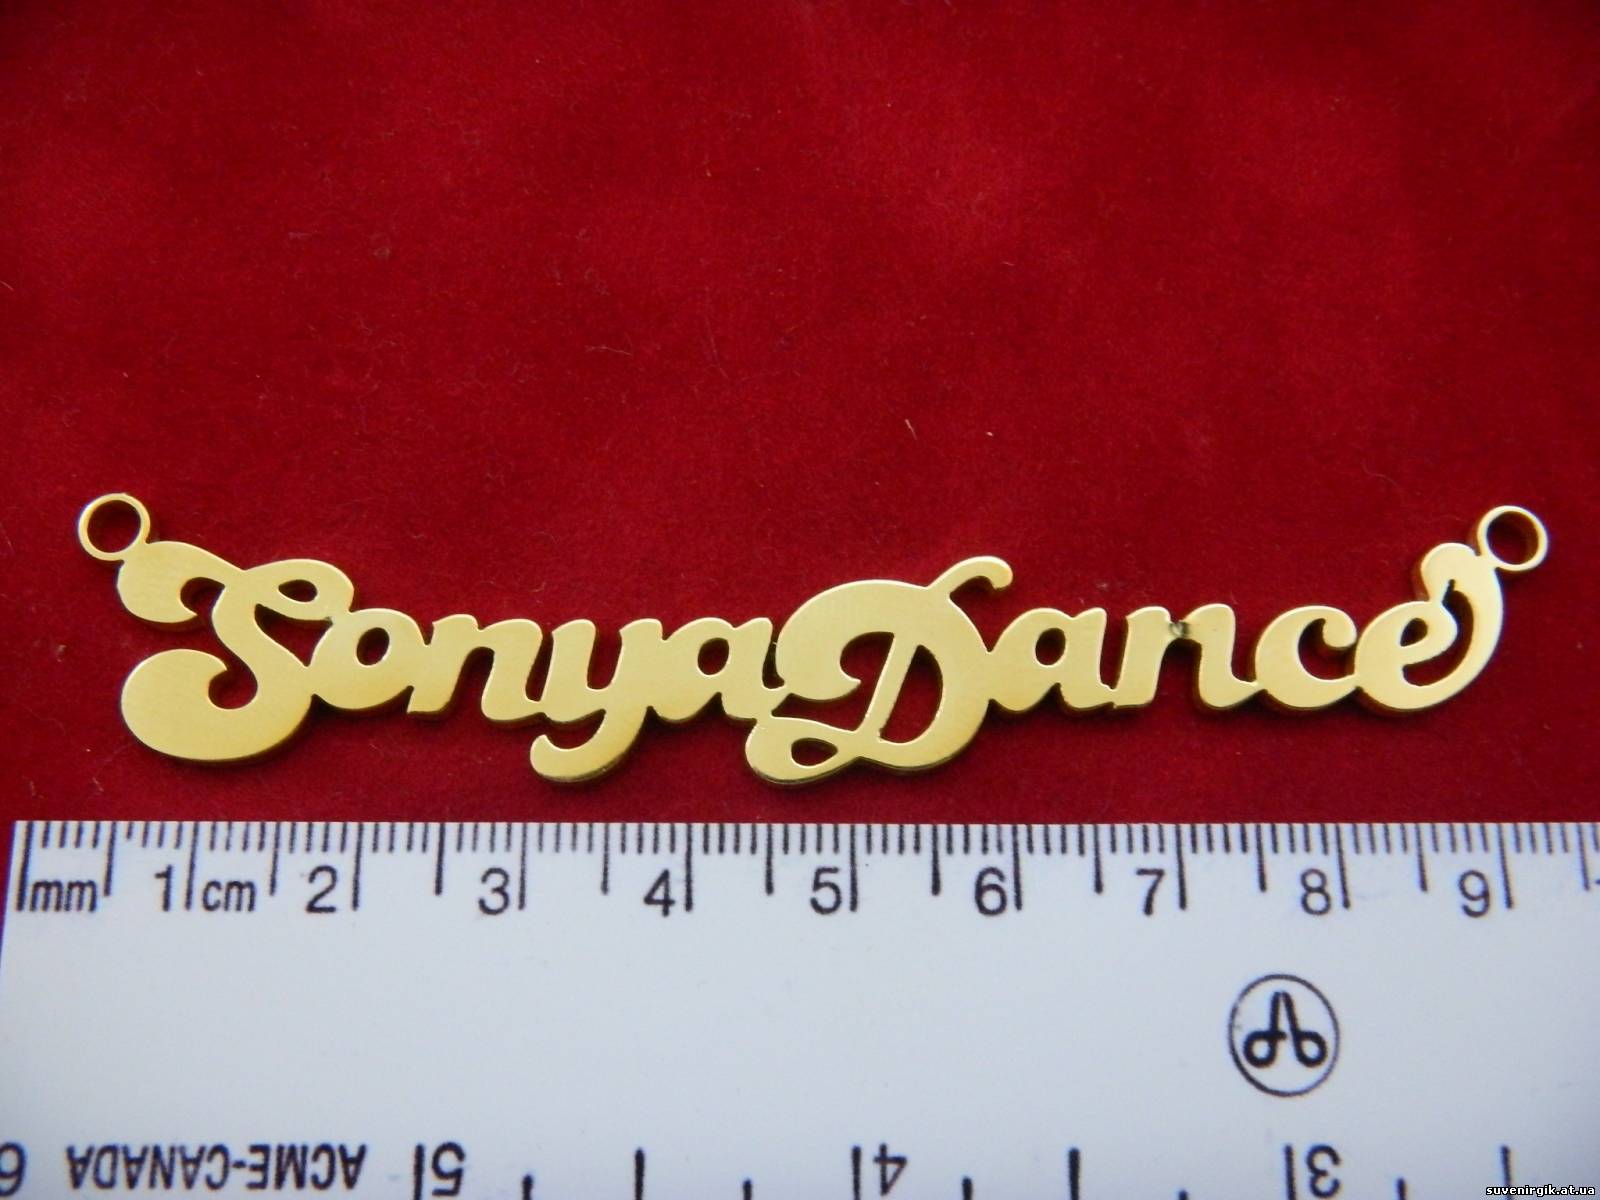 SonyaDance
mm 1 cm 2 3 4 5 6 7 8 9
6 ACME-CANADA 5 4 3
suvenirgik.at.ua